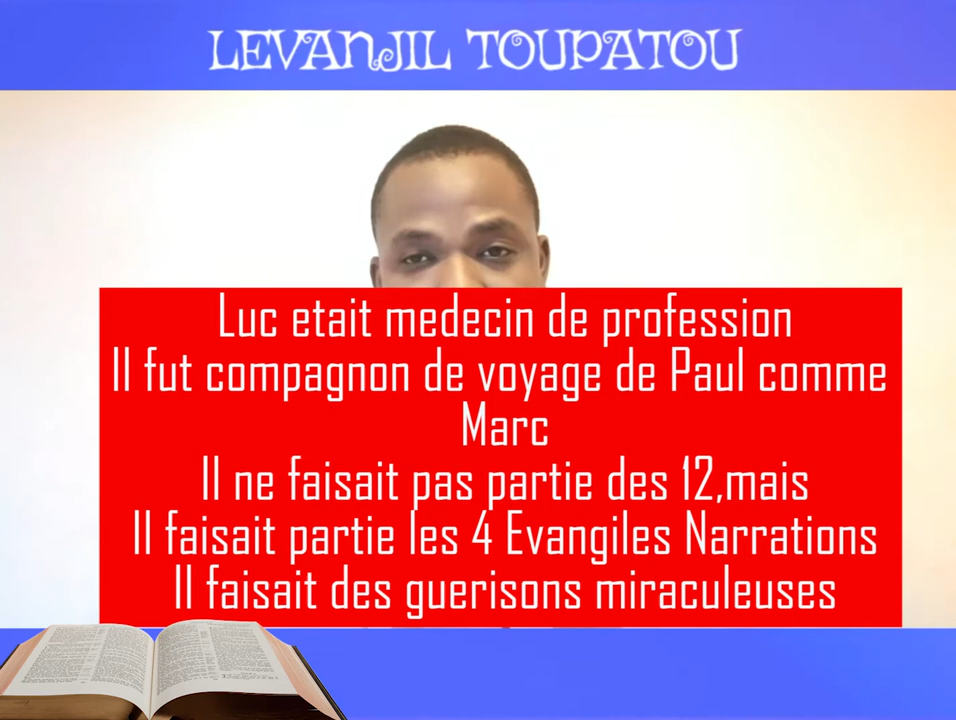 LEVANJIL TOUPATOU
Luc etait medecin de profession
Il fut compagnon de voyage de Paul comme
Marc
Il ne faisait pas partie des 12,mais
Il faisait partie les 4 Evangiles Narrations
Il faisait des guerisons miraculeuses